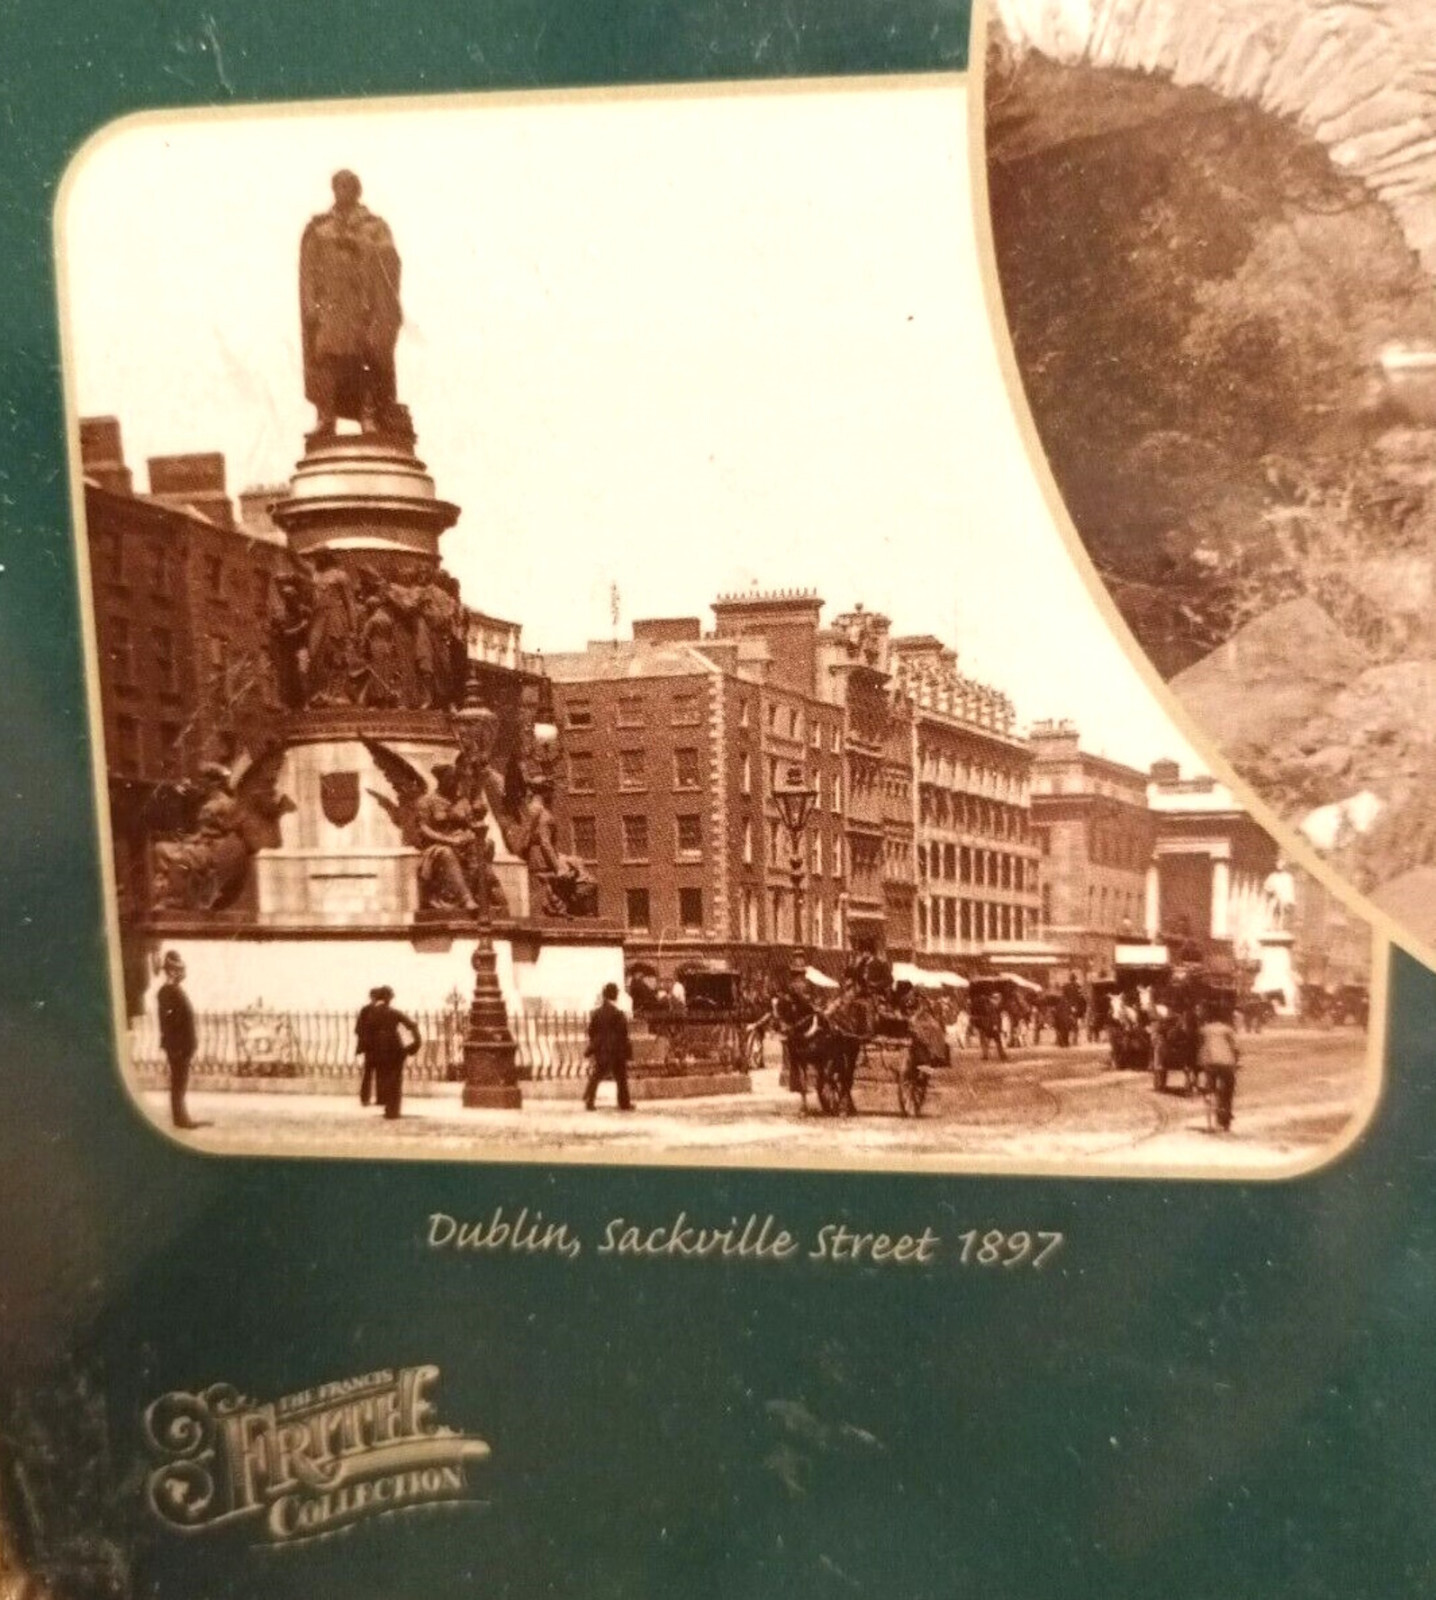 Dublin, Sackville Street 1897
THE FRANCIS
FRITH
COLLECTION